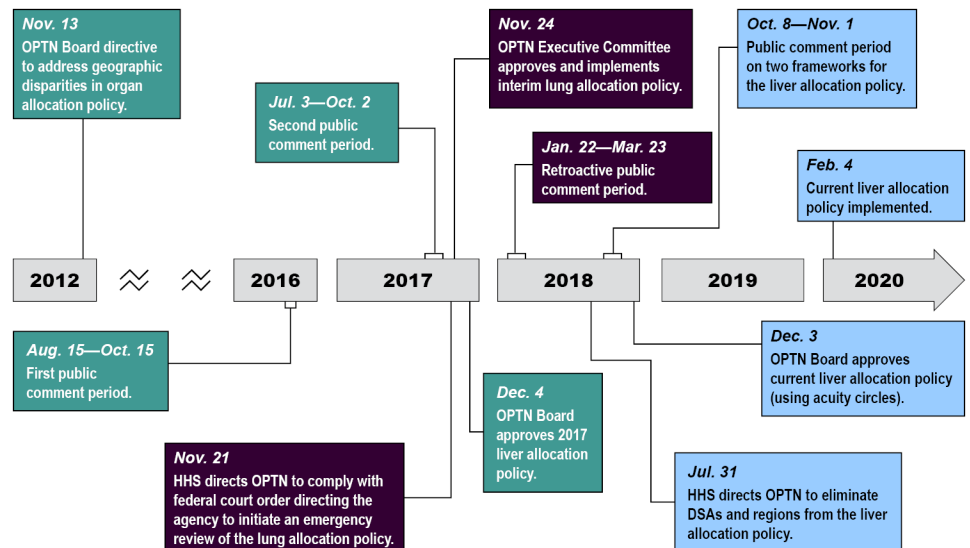 Nov. 13
OPTN Board directive
to address geographic
disparities in organ
allocation policy.
Jul. 3—Oct. 2
Second public
comment period.
Nov. 24
OPTN Executive Committee
approves and implements
interim lung allocation policy.
Jan. 22—Mar. 23
Retroactive public
comment period.
Oct. 8—Nov. 1
Public comment period
on two frameworks for
the liver allocation policy.
Feb. 4
Current liver allocation
policy implemented.
2012
2016
2017
2018
2019
2020
Aug. 15—Oct. 15
First public
comment period.
Nov. 21
HHS directs OPTN to comply with
federal court order directing the
agency to initiate an emergency
review of the lung allocation policy.
Dec. 4
OPTN Board
approves 2017
liver allocation
policy.
Dec. 3
OPTN Board approves
current liver allocation policy
(using acuity circles).
Jul. 31
HHS directs OPTN to eliminate
DSAs and regions from the liver
allocation policy.